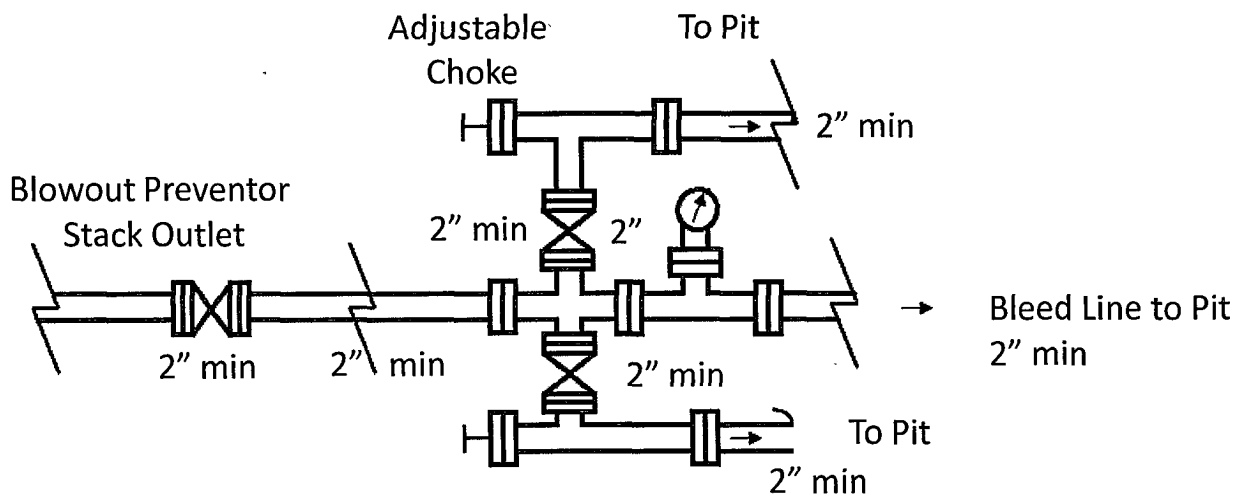 Adjustable
Choke
To Pit
2” min
Blowout Preventor
Stack Outlet
2” min
2”
Bleed Line to Pit
2” min
2” min
2” min
2” min
To Pit
2” min